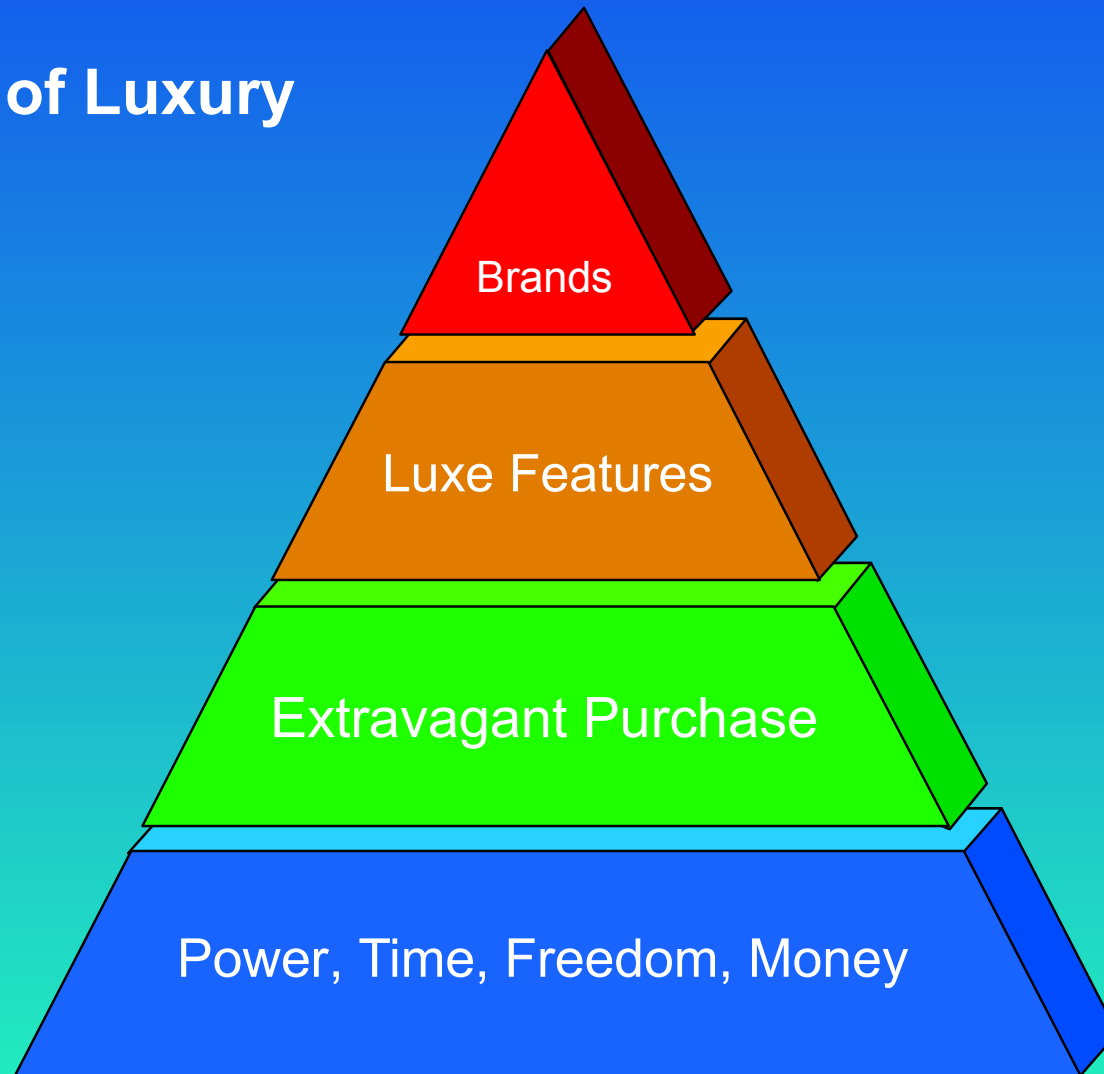 of Luxury
Brands
Luxe Features
Extravagant Purchase
Power, Time, Freedom, Money